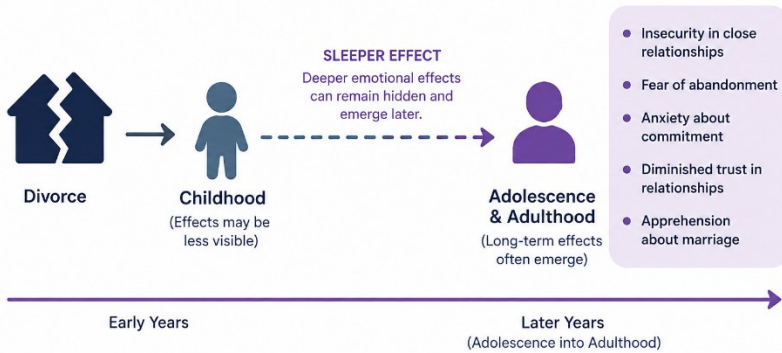 SLEEPER EFFECT
Deeper emotional effects
can remain hidden and
emerge later.
Divorce
Childhood
(Effects may be
less visible)
Adolescence
& Adulthood
(Long-term effects
often emerge)
Insecurity in close
relationships
Fear of abandonment
Anxiety about
commitment
Diminished trust in
relationships
Apprehension
about marriage
Early Years
Later Years
(Adolescence into Adulthood)